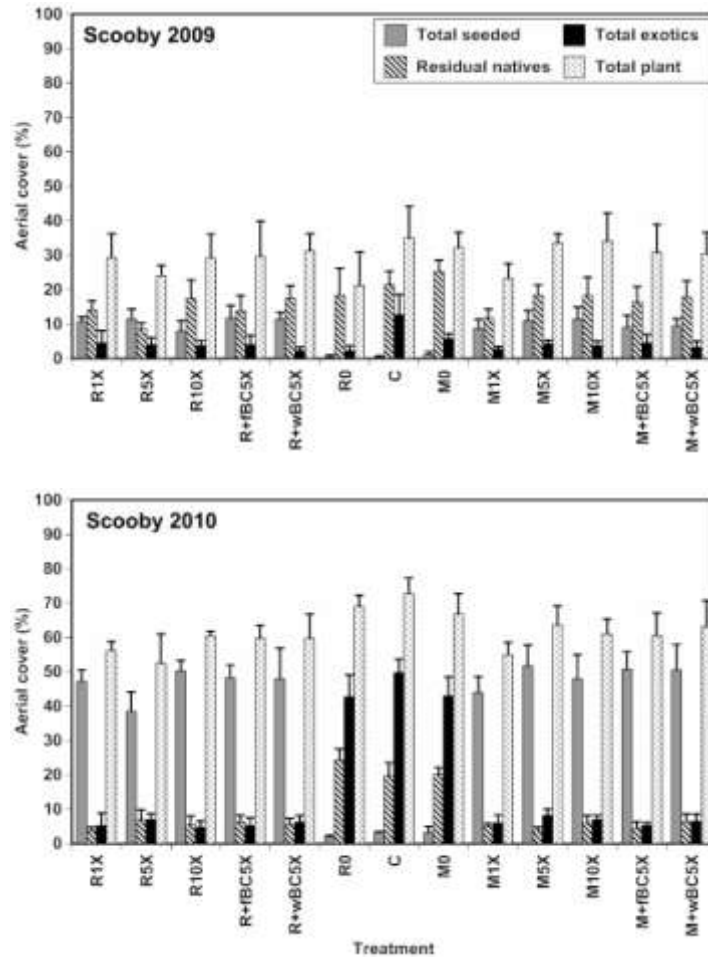 Scooby 2009
Total seeded
Total exotics
Residual natives
Total plant
Aerial cover (%)
100
90
80
70
60
50
40
30
20
10
0
R1X
R5X
R10X
R+fBC5X
R+wBC5X
R0
C
M0
M1X
M5X
M10X
M+fBC5X
M+wBC5X
Scooby 2010
Aerial cover (%)
100
90
80
70
60
50
40
30
20
10
0
R1X
R5X
R10X
R+fBC5X
R+wBC5X
R0
C
M0
M1X
M5X
M10X
M+fBC5X
M+wBC5X
Treatment